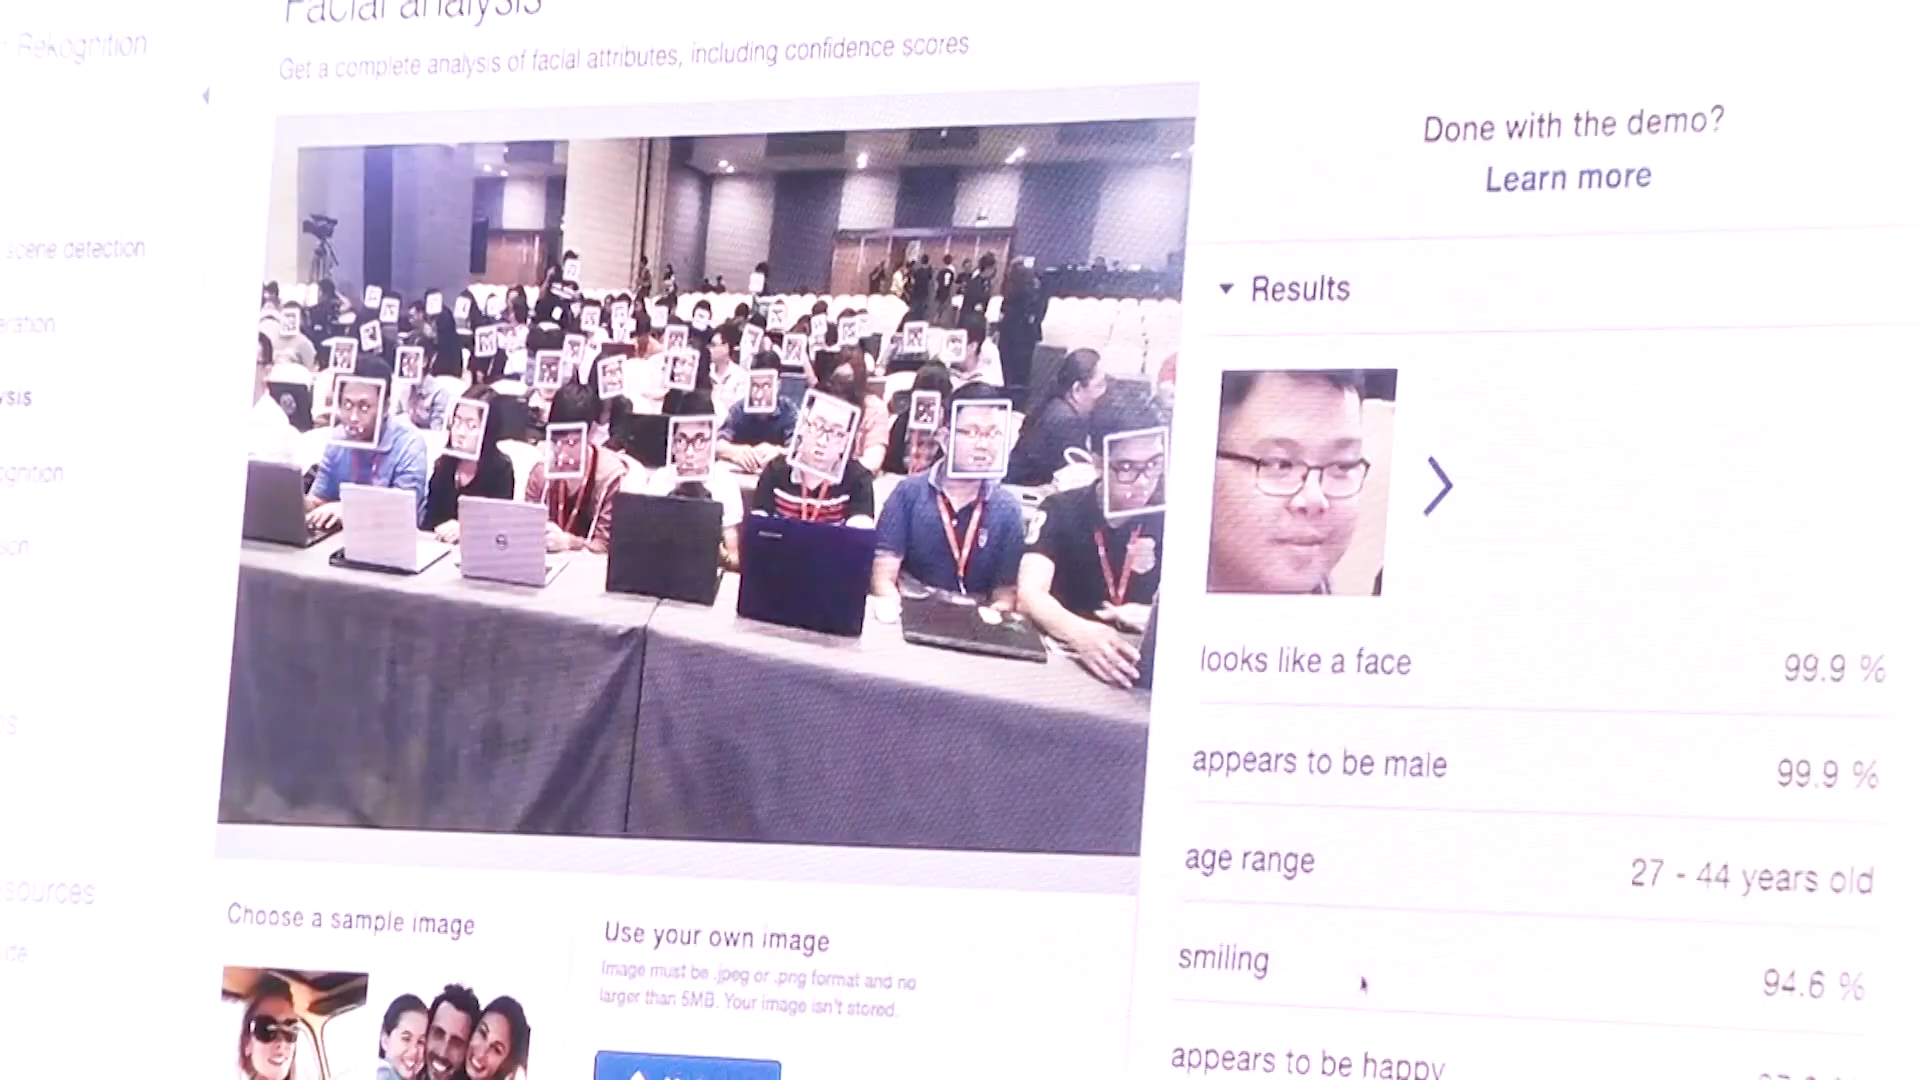 Rekognition
Facial analysis
Get a complete analysis of facial attributes, including confidence scores
scene detection
Done with the demo?
Learn more
Results
looks like a face 99.9 %
appears to be male 99.9 %
age range 27 - 44 years old
smiling 94.6 %
appears to be happy
Choose a sample image
Use your own image
Image must be .jpeg or .png format and no
larger than 5MB. Your image isn't stored.